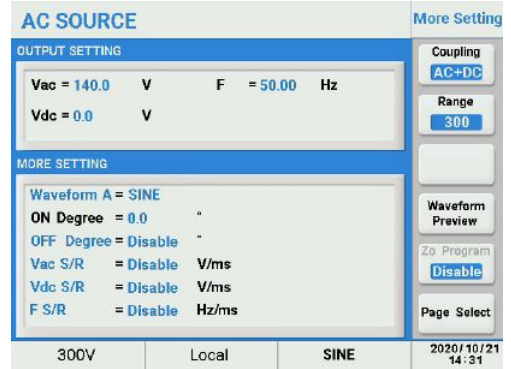 AC SOURCE
More Setting
OUTPUT SETTING
Vac = 140.0 V F = 50.00 Hz
Vdc = 0.0 V
MORE SETTING
Waveform A = SINE
ON Degree = 0.0 °
OFF Degree = Disable °
Vac S/R = Disable V/ms
Vdc S/R = Disable V/ms
F S/R = Disable Hz/ms
Coupling
AC+DC
Range
300
Waveform
Preview
Zo Program
Disable
Page Select
300V Local SINE
2020/10/21
14:31